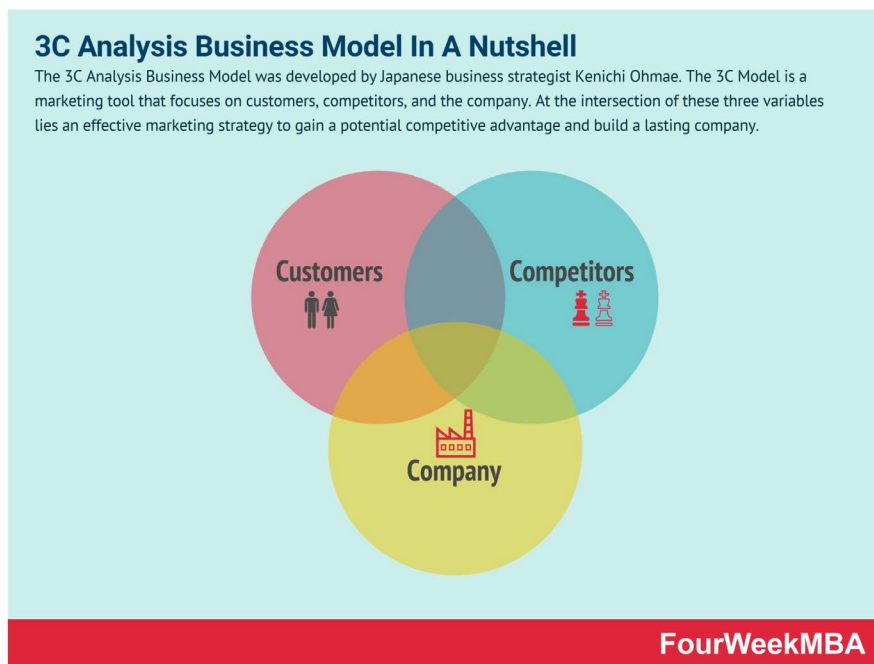 3C Analysis Business Model In A Nutshell
The 3C Analysis Business Model was developed by Japanese business strategist Kenichi Ohmae. The 3C Model is a
marketing tool that focuses on customers, competitors, and the company. At the intersection of these three variables
lies an effective marketing strategy to gain a potential competitive advantage and build a lasting company.
Customers
Competitors
Company
FourWeekMBA